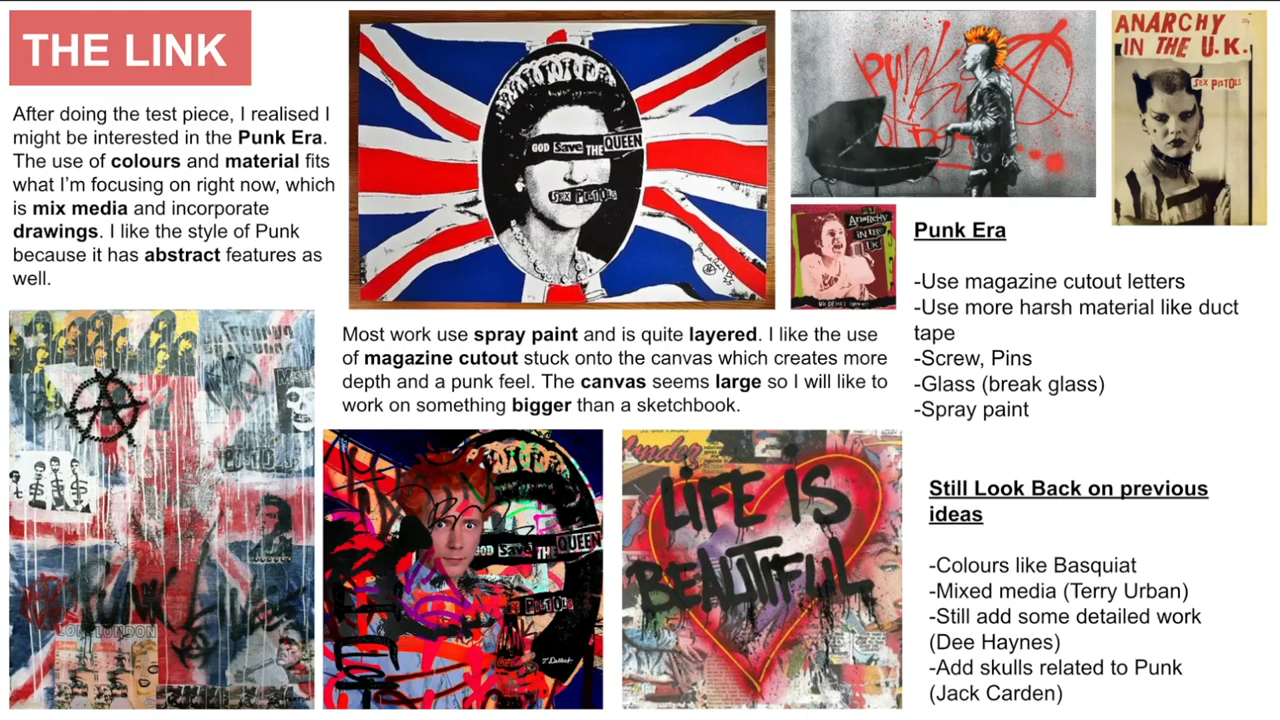 THE LINK
After doing the test piece, I realised I
might be interested in the Punk Era.
The use of colours and material fits
what I'm focusing on right now, which
is mix media and incorporate
drawings. I like the style of Punk
because it has abstract features as
well.
GOD Save THE QUEEN
SEX PISTOLS
PUNKS
ANARCHY
IN THE U.K.
SEX PISTOLS
ANARCHY
IN THE
UK
Most work use spray paint and is quite layered. I like the use
of magazine cutout stuck onto the canvas which creates more
depth and a punk feel. The canvas seems large so I will like to
work on something bigger than a sketchbook.
Punk Era
-Use magazine cutout letters
-Use more harsh material like duct
tape
-Screw, Pins
-Glass (break glass)
-Spray paint
A
PUNK
LONDON
GOD Save THE QUEEN
PISTOLS
LIFE IS
BEAUTIFUL
Still Look Back on previous
ideas
-Colours like Basquiat
-Mixed media (Terry Urban)
-Still add some detailed work
(Dee Haynes)
-Add skulls related to Punk
(Jack Carden)